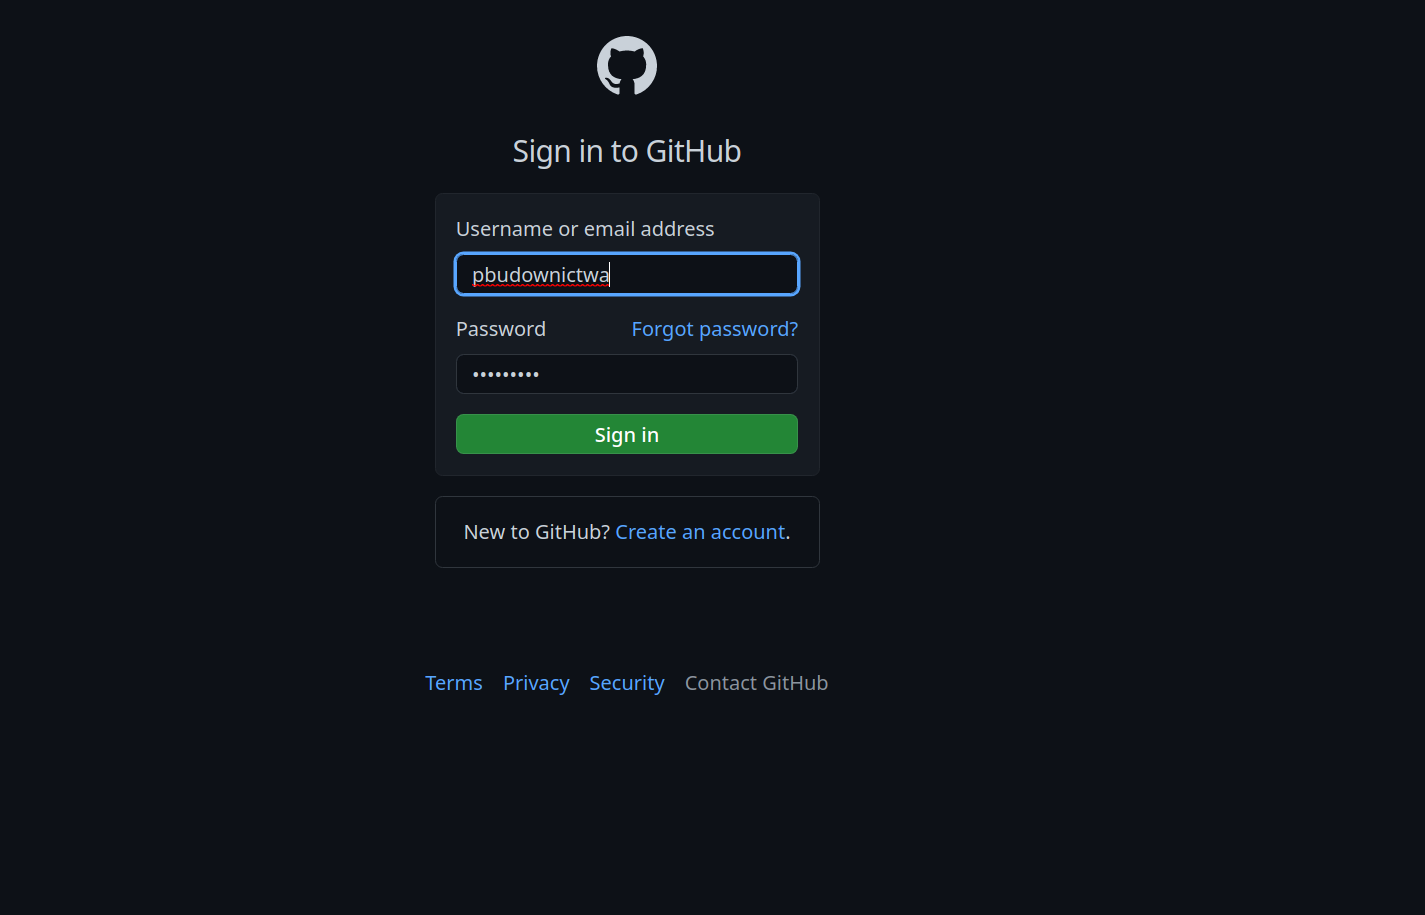 Sign in to GitHub
Username or email address
pbudownictwa
Password Forgot password?
•••••••••
Sign in
New to GitHub? Create an account.
Terms Privacy Security Contact GitHub